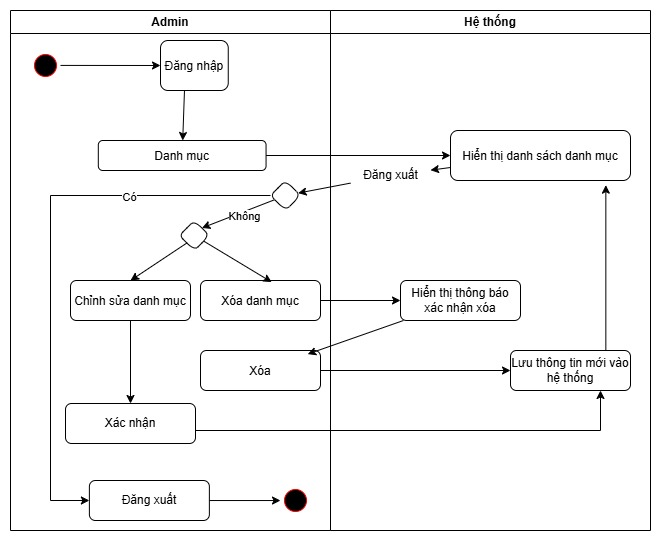 Admin
Hệ thống
Đăng nhập
Danh mục
Hiển thị danh sách danh mục
Đăng xuất
Có
Không
Chỉnh sửa danh mục
Xóa danh mục
Hiển thị thông báo
xác nhận xóa
Xóa
Lưu thông tin mới vào
hệ thống
Xác nhận
Đăng xuất